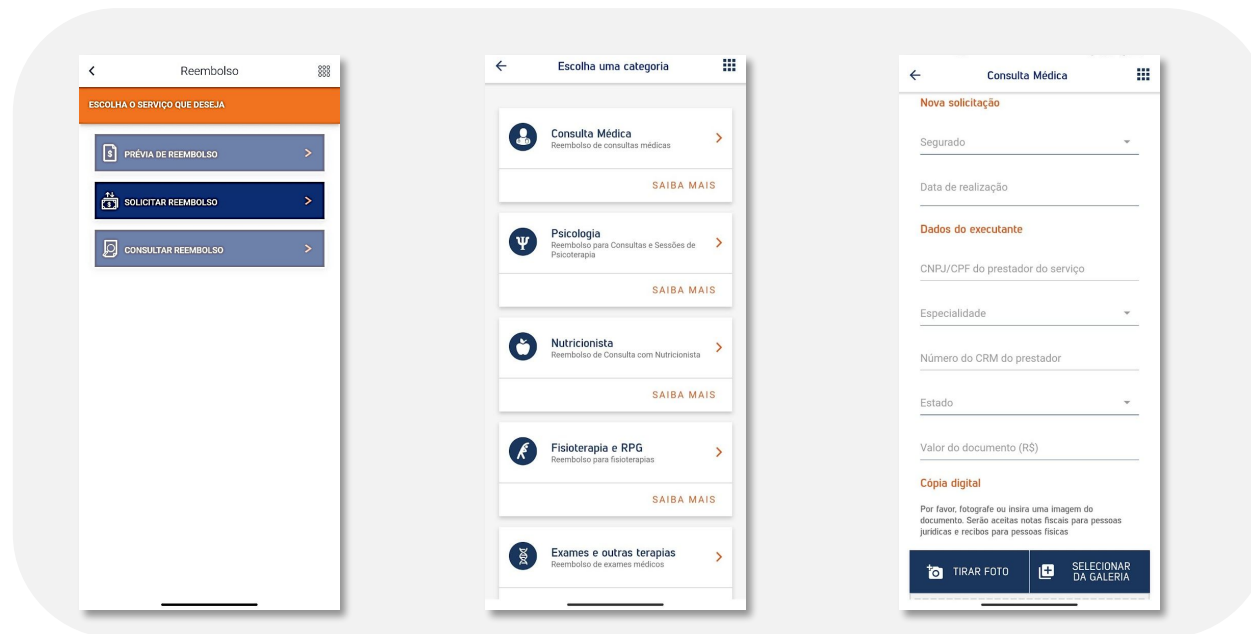 Reembolso
ESCOLHA O SERVIÇO QUE DESEJA
PRÉVIA DE REEMBOLSO
SOLICITAR REEMBOLSO
CONSULTAR REEMBOLSO
Escolha uma categoria
Consulta Médica
Reembolso de consultas médicas
SAIBA MAIS
Psicologia
Reembolso para Consultas e Sessões de
Psicoterapia
SAIBA MAIS
Nutricionista
Reembolso de Consulta com Nutricionista
SAIBA MAIS
Fisioterapia e RPG
Reembolso para fisioterapias
SAIBA MAIS
Exames e outras terapias
Reembolso de exames médicos
Consulta Médica
Nova solicitação
Segurado
Data de realização
Dados do executante
CNPJ/CPF do prestador do serviço
Especialidade
Número do CRM do prestador
Estado
Valor do documento (R$)
Cópia digital
Por favor, fotografe ou insira uma imagem do
documento. Serão aceitas notas fiscais para pessoas
jurídicas e recibos para pessoas físicas
TIRAR FOTO
SELECIONAR
DA GALERIA